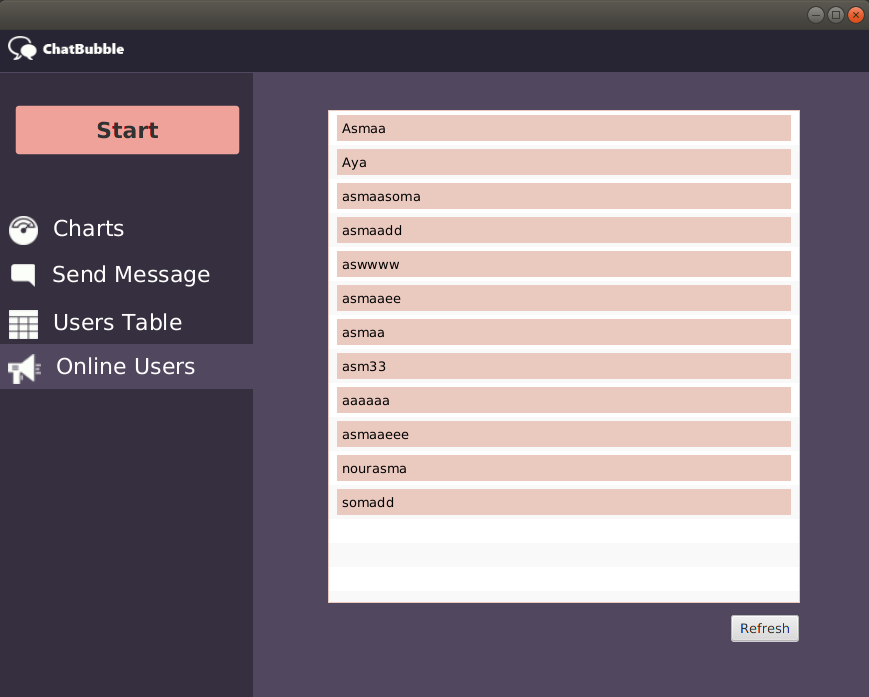 ChatBubble
Start
Charts
Send Message
Users Table
Online Users
Asmaa
Aya
asmaasoma
asmaadd
aswwww
asmaaee
asmaa
asm33
aaaaaa
asmaaeee
nourasma
somadd
Refresh